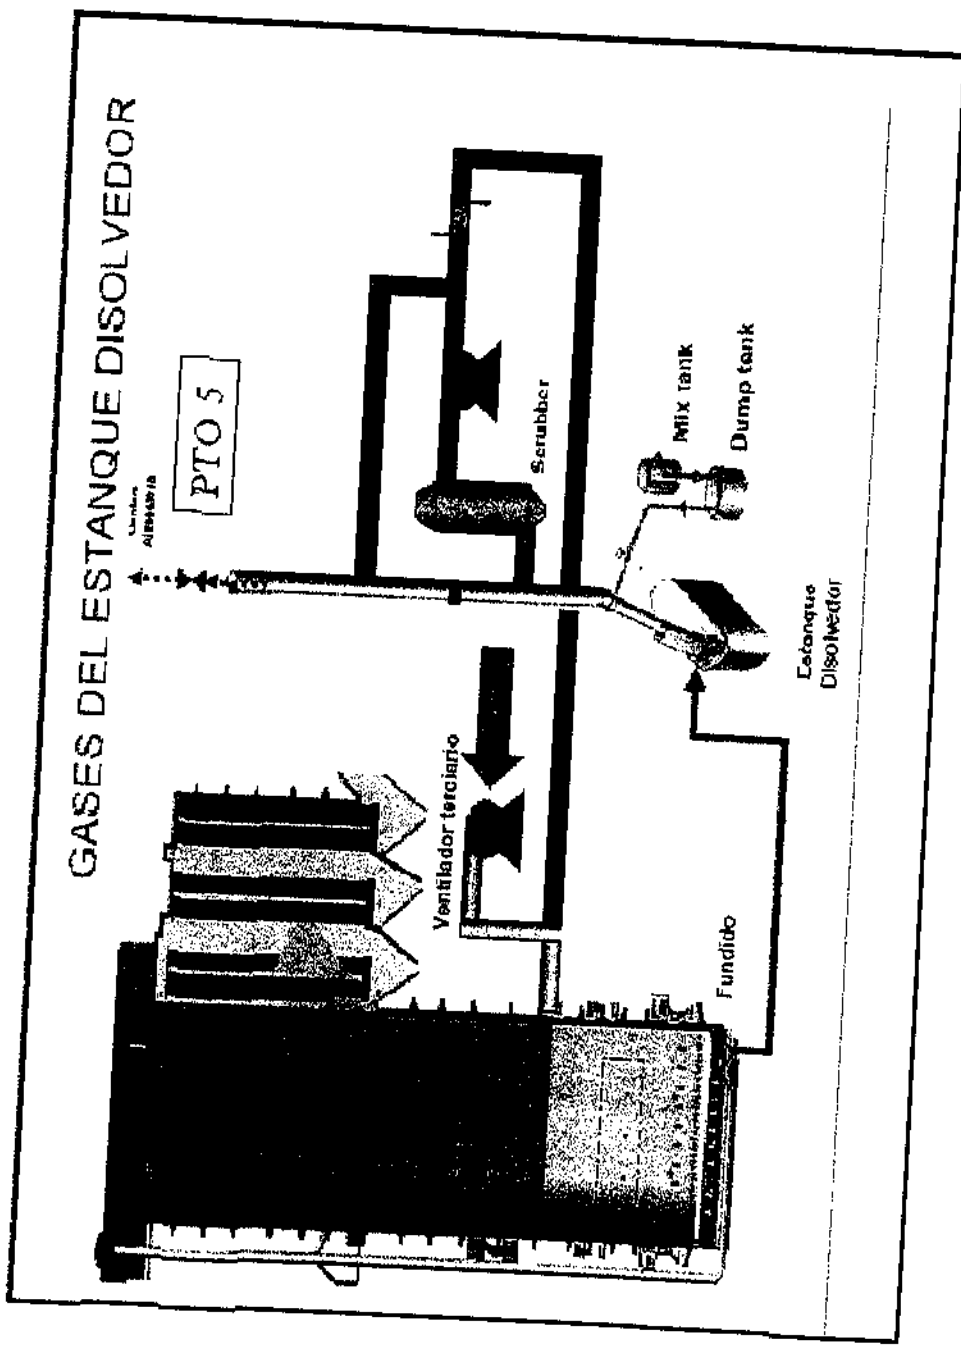 GASES DEL ESTANQUE DISOLVEDOR
PTO 5
Ventilador terciario
Scrubber
Mix tank
Dump tank
Estanque
Disolvedor
Fundido